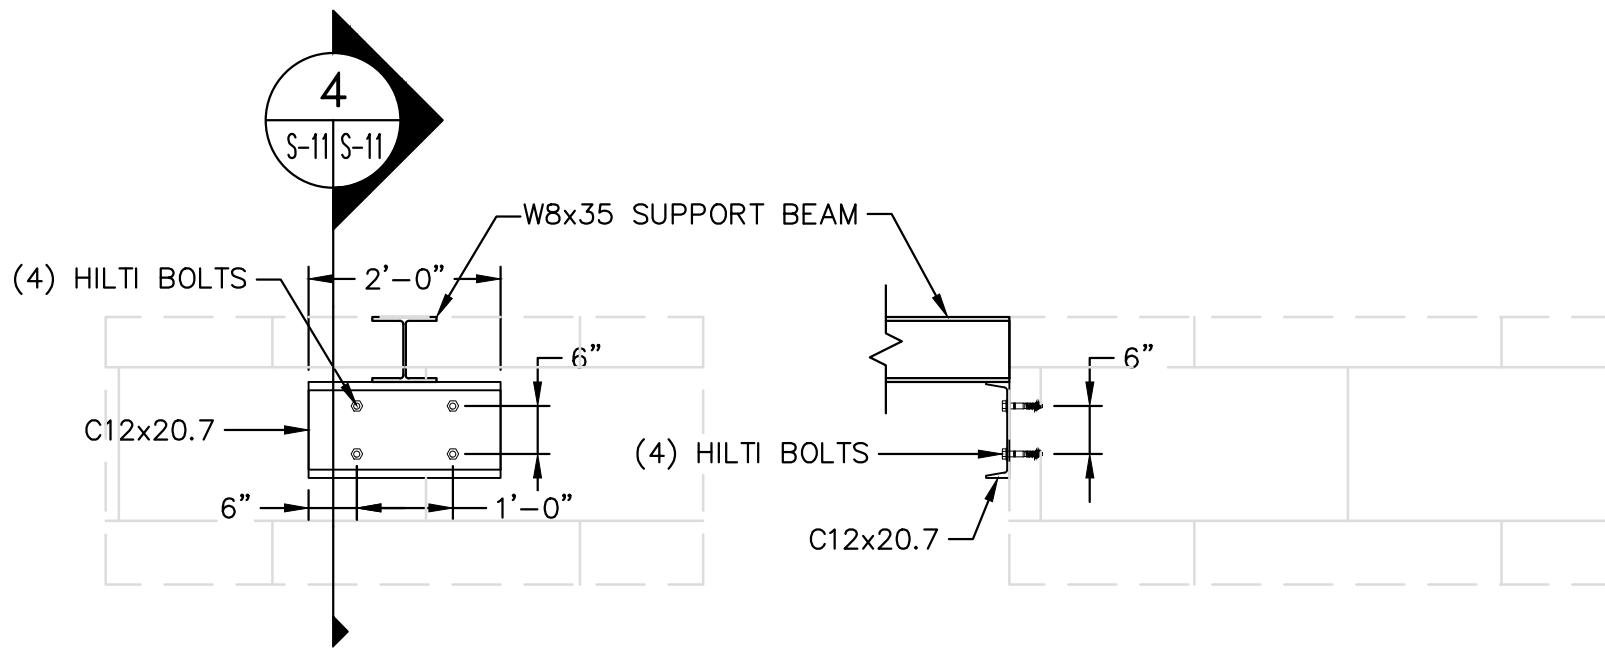 4
S-11 S-11
W8x35 SUPPORT BEAM
(4) HILTI BOLTS
2'-0"
6"
6"
C12x20.7
(4) HILTI BOLTS
6"
1'-0"
C12x20.7